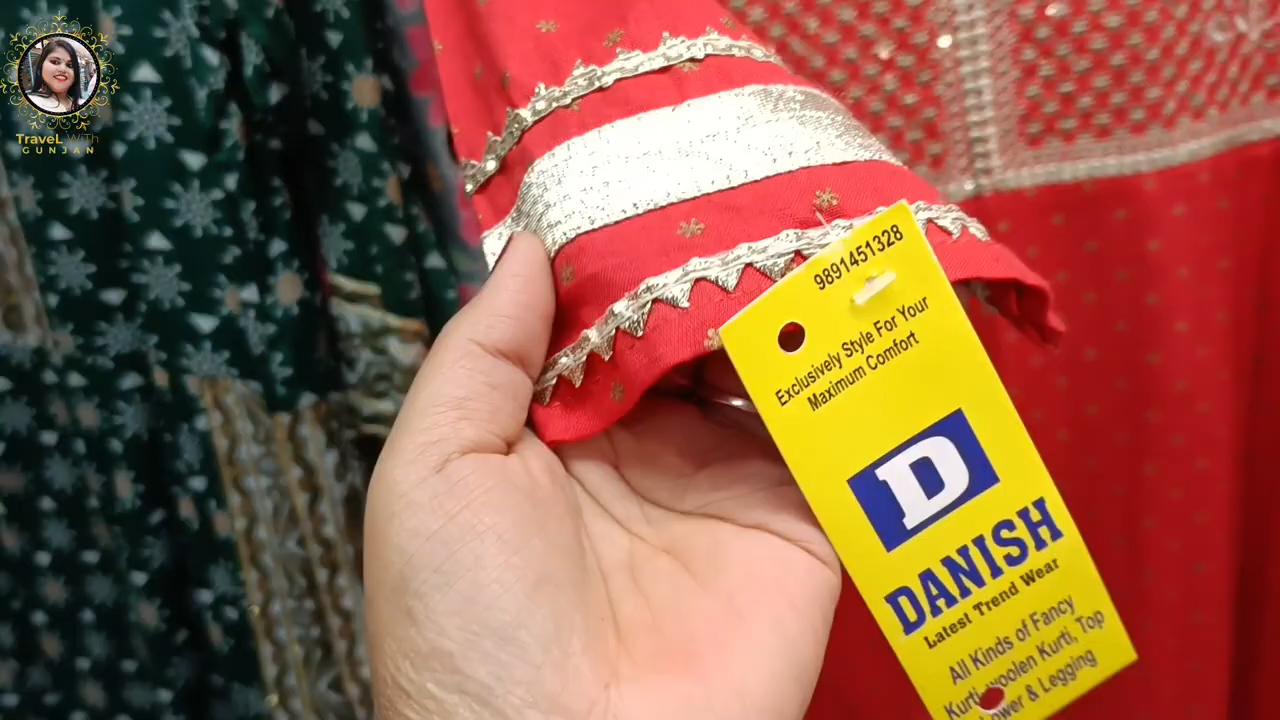 TraveL WiTh
GUNJAN
9891451328
Exclusively Style For Your
Maximum Comfort
D
DANISH
Latest Trend Wear
All Kinds of Fancy
Kurti, woolen Kurti, Top
& Legging